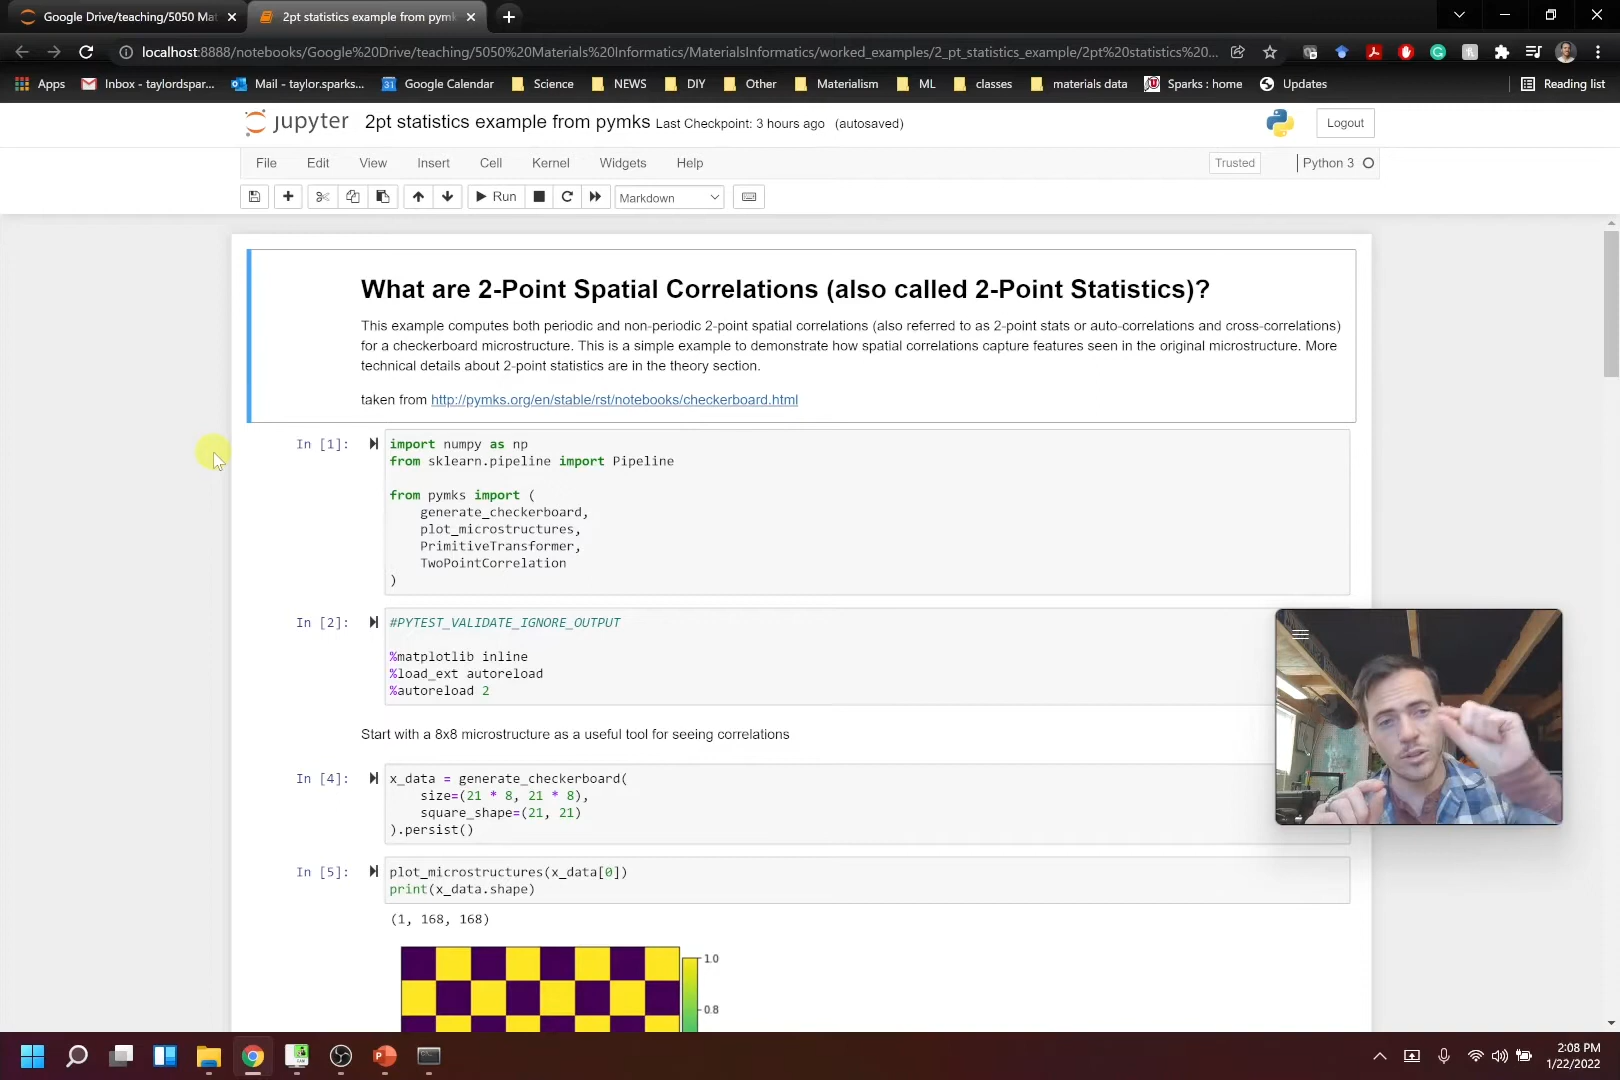 Google Drive/teaching/5050 Mat
2pt statistics example from pymk
localhost:8888/notebooks/Google%20Drive/teaching/5050%20Materials%20Informatics/MaterialsInformatics/worked_examples/2_pt_statistics_example/2pt%20statistics%20...
Apps
Inbox - taylordspar...
Mail - taylor.sparks...
Google Calendar
Science
NEWS
DIY
Other
Materialism
ML
classes
materials data
Sparks : home
Updates
Reading list
jupyter 2pt statistics example from pymks Last Checkpoint: 3 hours ago (autosaved)
Logout
File Edit View Insert Cell Kernel Widgets Help
Trusted
Python 3
Run
Markdown
What are 2-Point Spatial Correlations (also called 2-Point Statistics)?
This example computes both periodic and non-periodic 2-point spatial correlations (also referred to as 2-point stats or auto-correlations and cross-correlations)
for a checkerboard microstructure. This is a simple example to demonstrate how spatial correlations capture features seen in the original microstructure. More
technical details about 2-point statistics are in the theory section.
taken from http://pymks.org/en/stable/rst/notebooks/checkerboard.html
In [1]:
import numpy as np
from sklearn.pipeline import Pipeline
from pymks import (
generate_checkerboard,
plot_microstructures,
PrimitiveTransformer,
TwoPointCorrelation
)
In [2]:
#PYTEST_VALIDATE_IGNORE_OUTPUT
%matplotlib inline
%load_ext autoreload
%autoreload 2
Start with a 8x8 microstructure as a useful tool for seeing correlations
In [4]:
x_data = generate_checkerboard(
size=(21 * 8, 21 * 8),
square_shape=(21, 21)
).persist()
In [5]:
plot_microstructures(x_data[0])
print(x_data.shape)
(1, 168, 168)
1.0
0.8
2:08 PM
1/22/2022